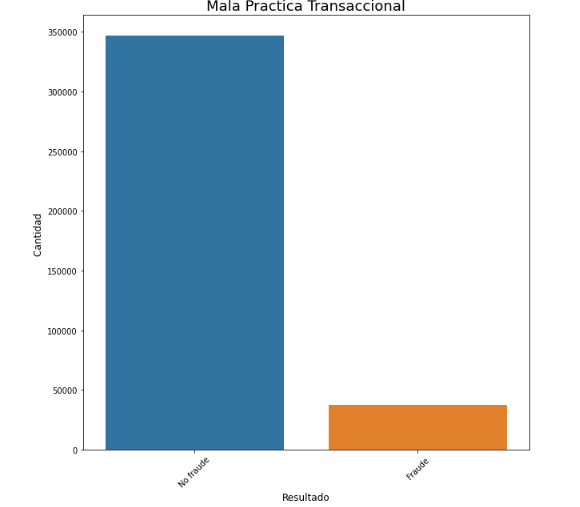 Mala Practica Transaccional
350000
300000
250000
200000
150000
100000
50000
0
Cantidad
No fraude
Fraude
Resultado